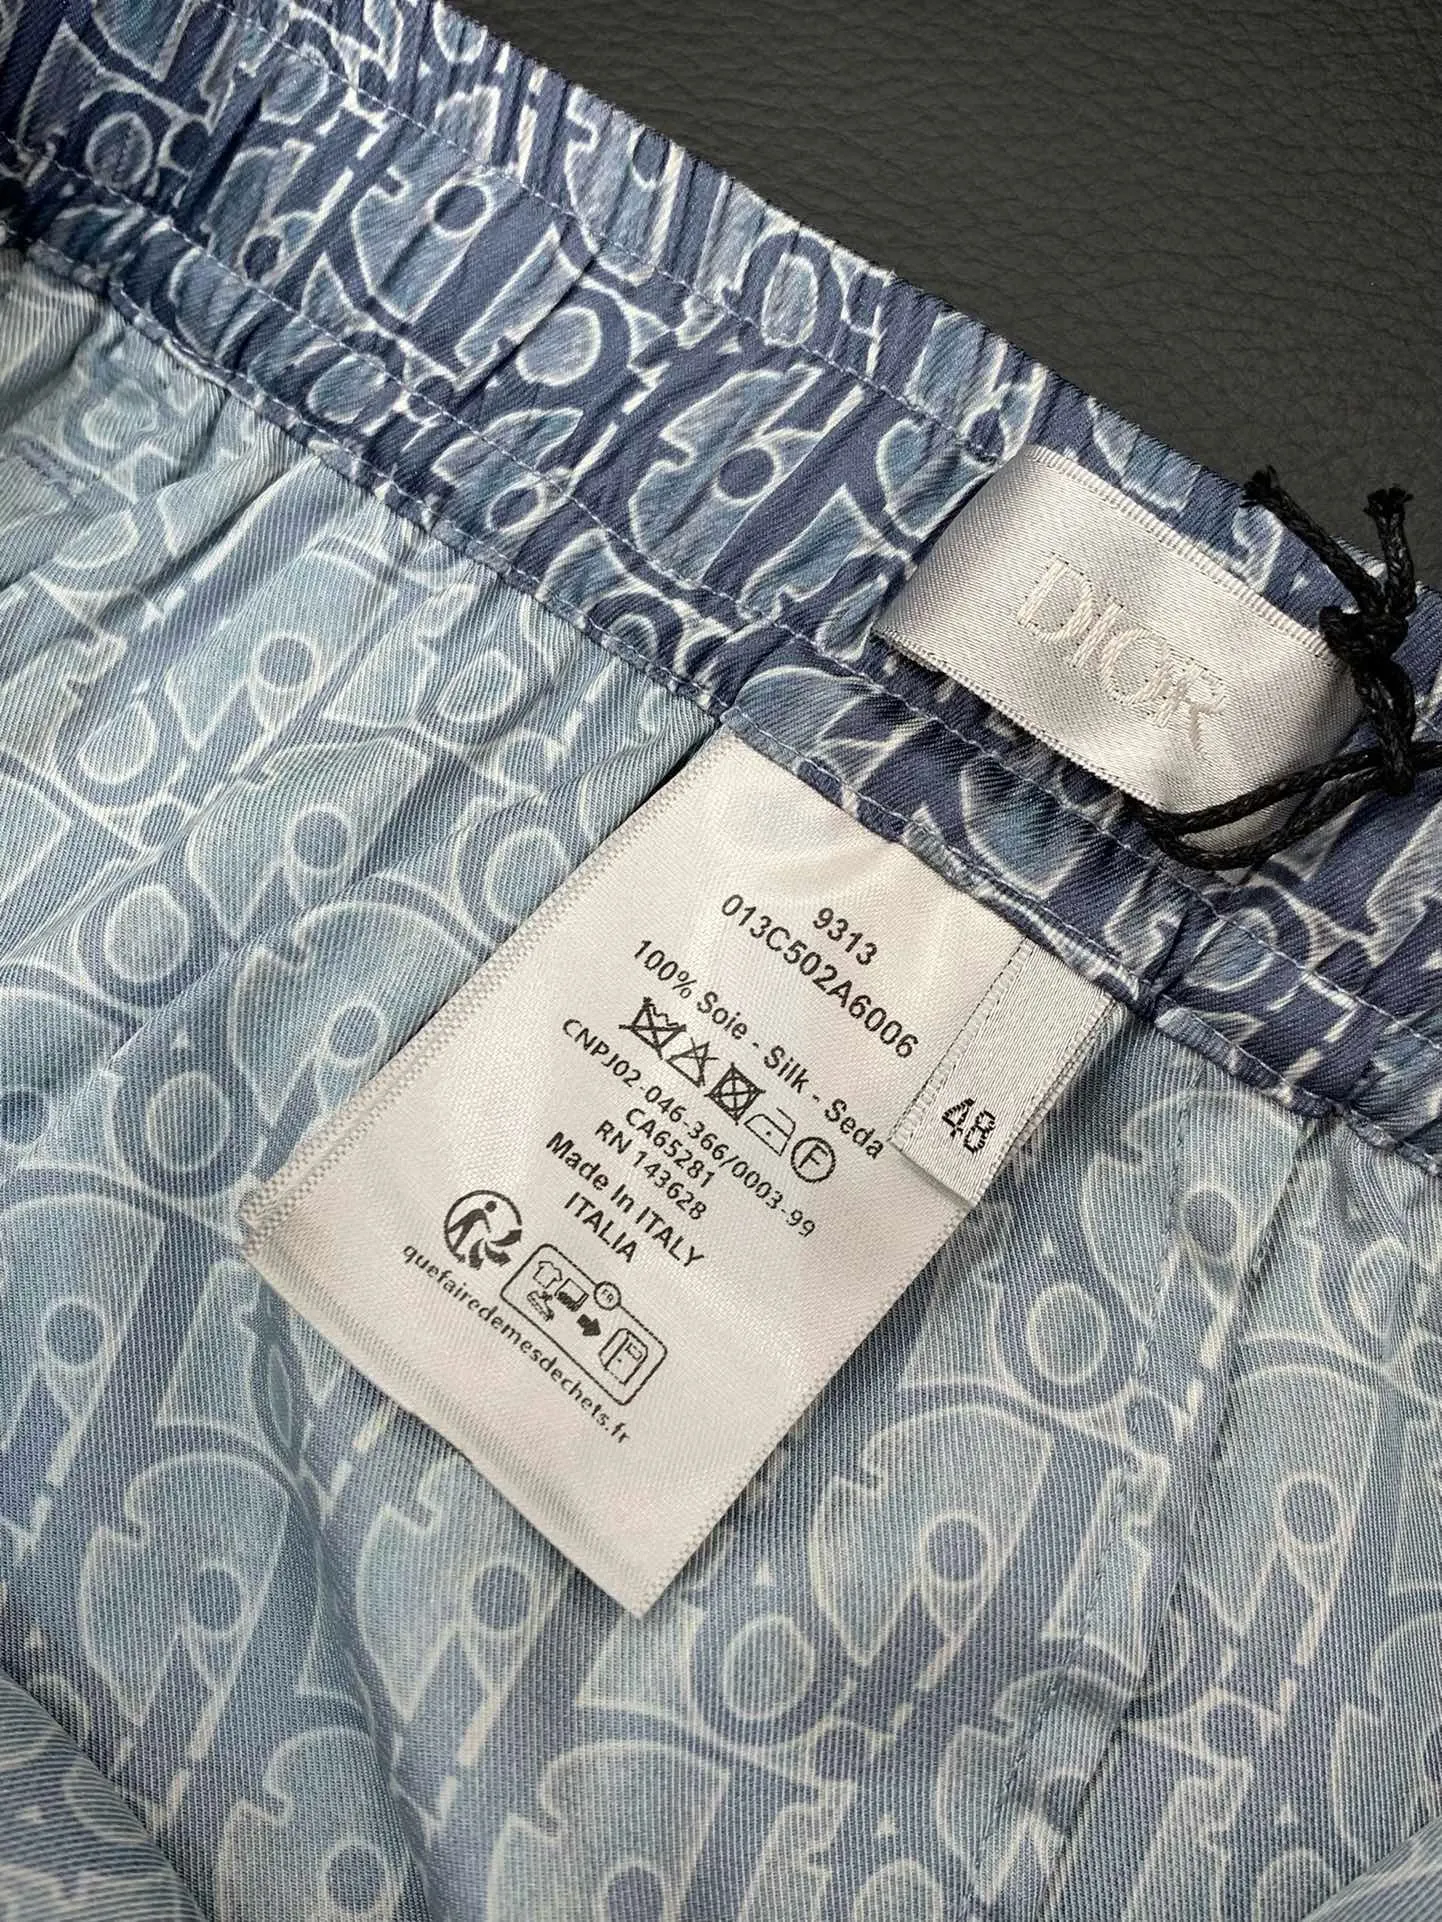 DIOR
9313
013C502A6006
100% Soie - Silk - Seda
F
CNPJ02-046-366/0003-99
CA65281
RN 143628
Made In ITALY
ITALIA
FR
quefairedemesdechets.fr
48